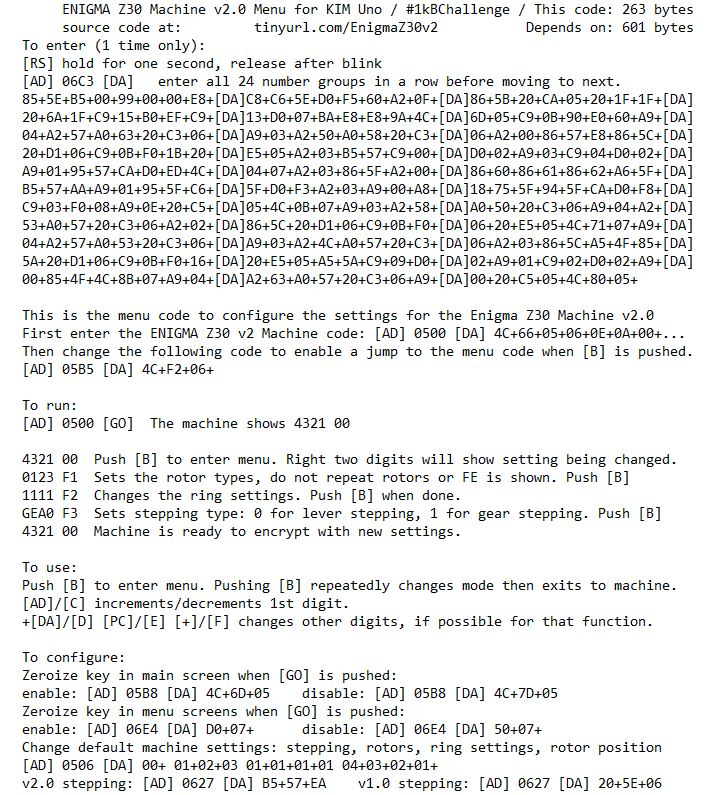 ENIGMA Z30 Machine v2.0 Menu for KIM Uno / #1kBChallenge / This code: 263 bytes
source code at: tinyurl.com/EnigmaZ30v2 Depends on: 601 bytes
To enter (1 time only):
[RS] hold for one second, release after blink
[AD] 06C3 [DA] enter all 24 number groups in a row before moving to next.
85+5E+B5+00+99+00+00+E8+[DA]C8+C6+5E+D0+F5+60+A2+0F+[DA]86+5B+20+CA+05+20+1F+1F+[DA]
20+6A+1F+C9+15+B0+EF+C9+[DA]13+D0+07+BA+E8+E8+9A+4C+[DA]6D+05+C9+0B+90+E0+60+A9+[DA]
04+A2+57+A0+63+20+C3+06+[DA]A9+03+A2+50+A0+58+20+C3+[DA]06+A2+00+86+57+E8+86+5C+[DA]
20+D1+06+C9+0B+F0+1B+20+[DA]E5+05+A2+03+B5+57+C9+00+[DA]D0+02+A9+03+C9+04+D0+02+[DA]
A9+01+95+57+CA+D0+ED+4C+[DA]04+07+A2+03+86+5F+A2+00+[DA]86+60+86+61+86+62+A6+5F+[DA]
B5+57+AA+A9+01+95+5F+C6+[DA]5F+D0+F3+A2+03+A9+00+A8+[DA]18+75+5F+94+5F+CA+D0+F8+[DA]
C9+03+F0+08+A9+0E+20+C5+[DA]05+4C+0B+07+A9+03+A2+58+[DA]A0+50+20+C3+06+A9+04+A2+[DA]
53+A0+57+20+C3+06+A2+02+[DA]86+5C+20+D1+06+C9+0B+F0+[DA]06+20+E5+05+4C+71+07+A9+[DA]
04+A2+57+A0+53+20+C3+06+[DA]A9+03+A2+4C+A0+57+20+C3+[DA]06+A2+03+86+5C+A5+4F+85+[DA]
5A+20+D1+06+C9+0B+F0+16+[DA]20+E5+05+A5+5A+C9+09+D0+[DA]02+A9+01+C9+02+D0+02+A9+[DA]
00+85+4F+4C+8B+07+A9+04+[DA]A2+63+A0+57+20+C3+06+A9+[DA]00+20+C5+05+4C+80+05+
This is the menu code to configure the settings for the Enigma Z30 Machine v2.0
First enter the ENIGMA Z30 v2 Machine code: [AD] 0500 [DA] 4C+66+05+06+0E+0A+00+...
Then change the following code to enable a jump to the menu code when [B] is pushed.
[AD] 05B5 [DA] 4C+F2+06+
To run:
[AD] 0500 [GO] The machine shows 4321 00
4321 00 Push [B] to enter menu. Right two digits will show setting being changed.
0123 F1 Sets the rotor types, do not repeat rotors or FE is shown. Push [B]
1111 F2 Changes the ring settings. Push [B] when done.
GEA0 F3 Sets stepping type: 0 for lever stepping, 1 for gear stepping. Push [B]
4321 00 Machine is ready to encrypt with new settings.
To use:
Push [B] to enter menu. Pushing [B] repeatedly changes mode then exits to machine.
[AD]/[C] increments/decrements 1st digit.
+[DA]/[D] [PC]/[E] [+]/[F] changes other digits, if possible for that function.
To configure:
Zeroize key in main screen when [GO] is pushed:
enable: [AD] 05B8 [DA] 4C+6D+05 disable: [AD] 05B8 [DA] 4C+7D+05
Zeroize key in menu screens when [GO] is pushed:
enable: [AD] 06E4 [DA] D0+07+ disable: [AD] 06E4 [DA] 50+07+
Change default machine settings: stepping, rotors, ring settings, rotor position
[AD] 0506 [DA] 00+ 01+02+03 01+01+01+01 04+03+02+01+
v2.0 stepping: [AD] 0627 [DA] B5+57+EA v1.0 stepping: [AD] 0627 [DA] 20+5E+06